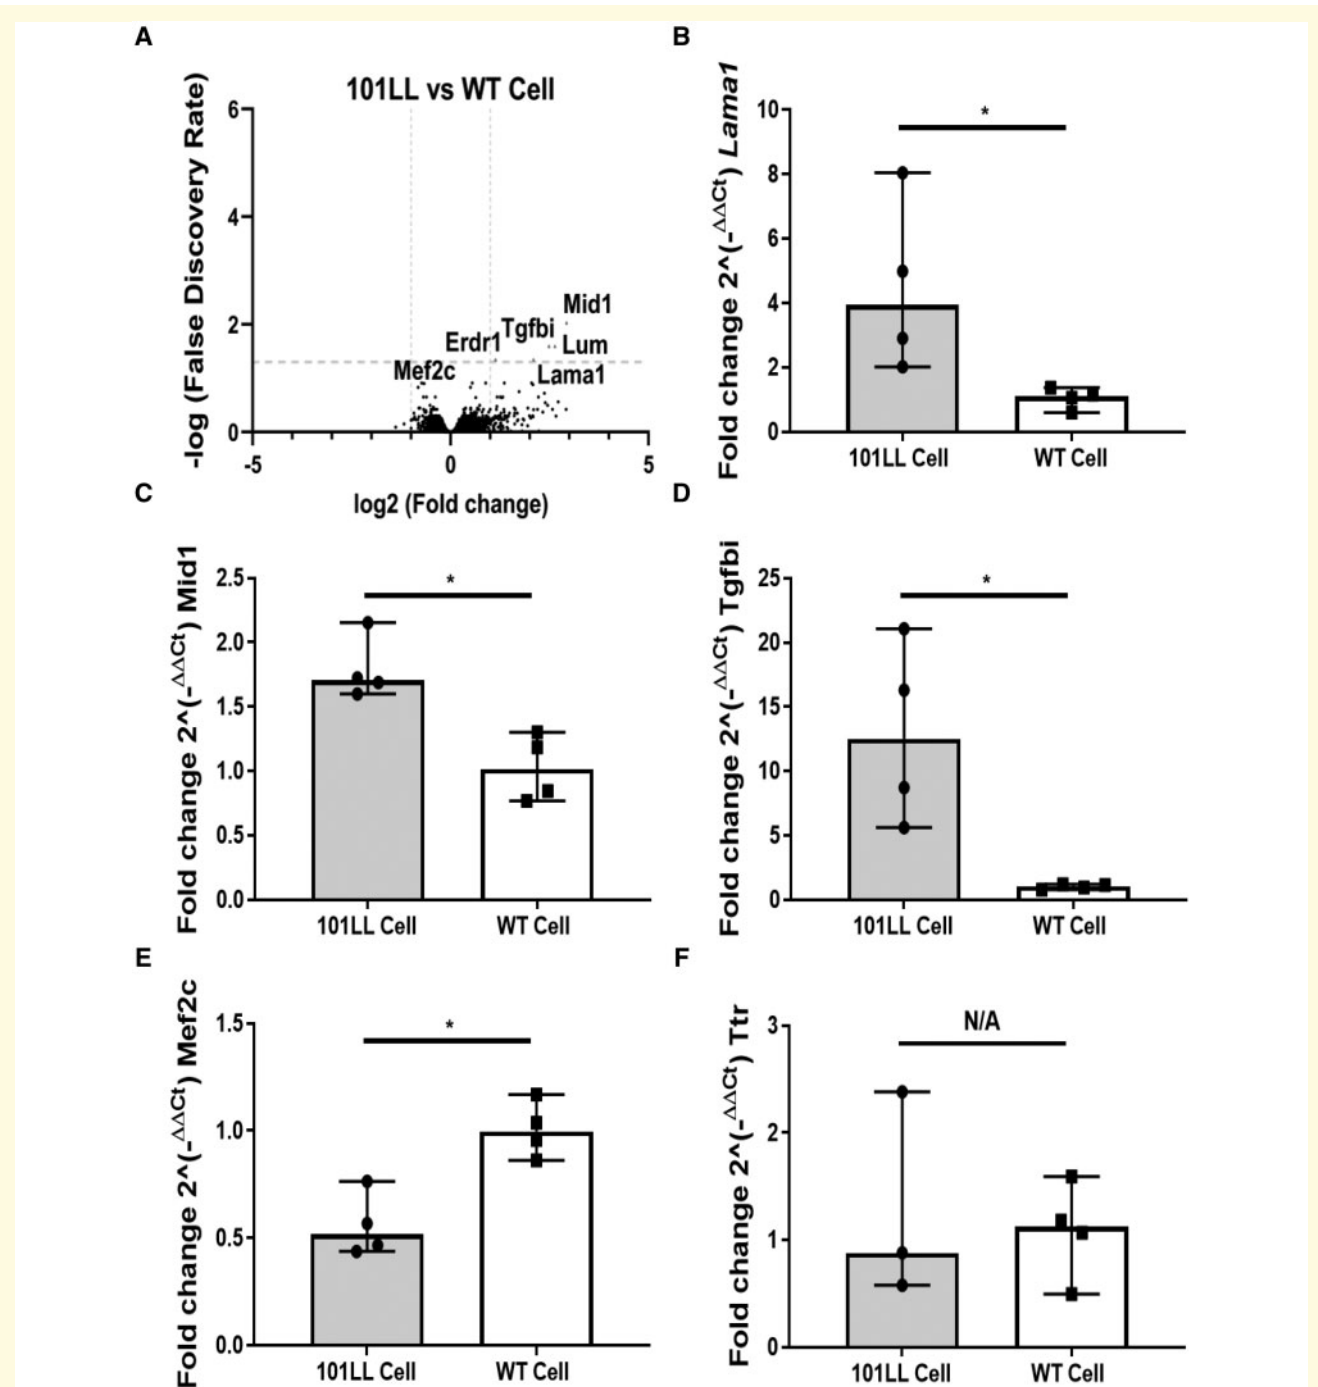 A
101LL vs WT Cell
-log (False Discovery Rate)
6
4
2
0
Mid1
Tgfbi
Erdr1
Lum
Mef2c
Lama1
-5
0
5
log2 (Fold change)
B
Fold change 2^(-ΔΔCt) Lama1
10
8
6
4
2
0
*
101LL Cell
WT Cell
C
Fold change 2^(-ΔΔCt) Mid1
2.5
2.0
1.5
1.0
0.5
0.0
*
101LL Cell
WT Cell
D
Fold change 2^(-ΔΔCt) Tgfbi
25
20
15
10
5
0
*
101LL Cell
WT Cell
E
Fold change 2^(-ΔΔCt) Mef2c
1.5
1.0
0.5
0.0
*
101LL Cell
WT Cell
F
Fold change 2^(-ΔΔCt) Ttr
3
2
1
0
N/A
101LL Cell
WT Cell